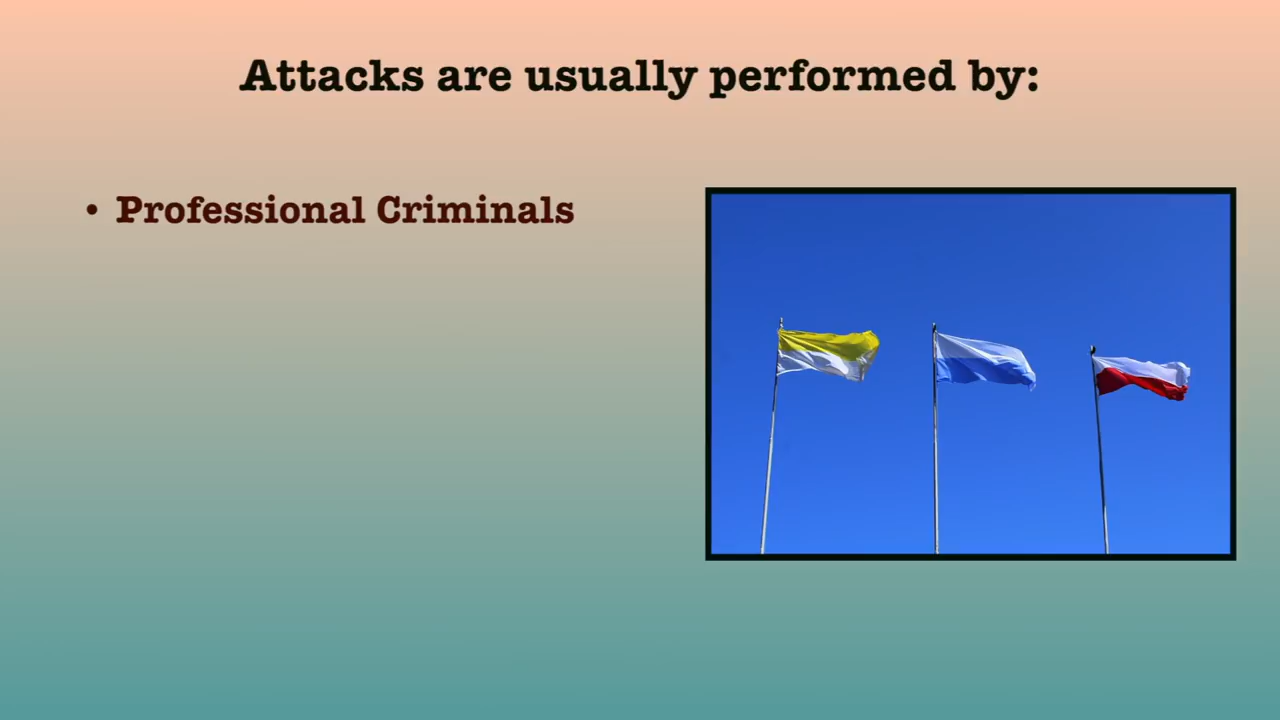 Attacks are usually performed by:
• Professional Criminals